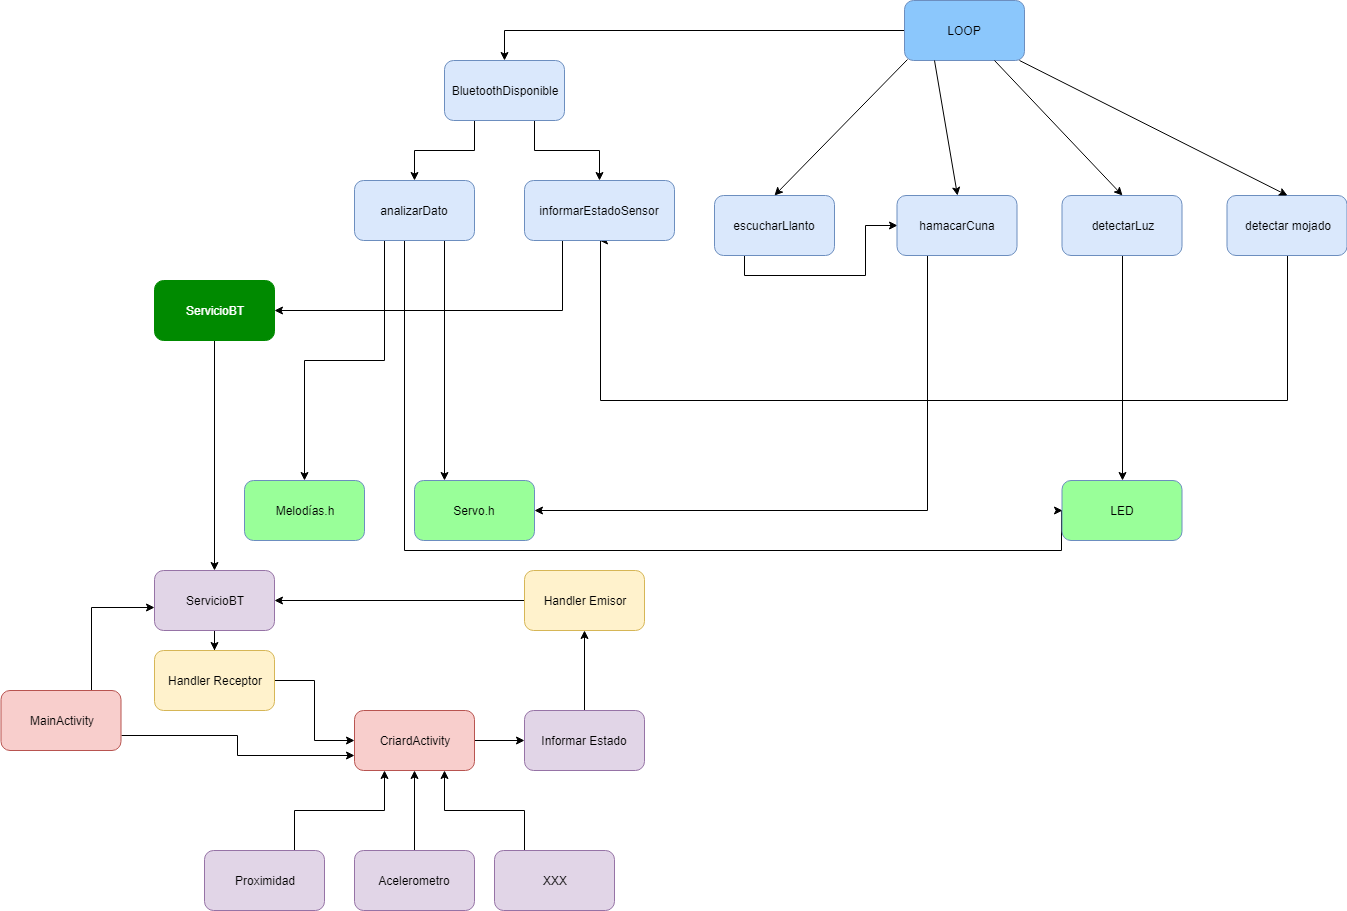 LOOP
BluetoothDisponible
analizarDato
informarEstadoSensor
escucharLlanto
hamacarCuna
detectarLuz
detectar mojado
ServicioBT
Melodías.h
Servo.h
LED
ServicioBT
Handler Emisor
Handler Receptor
MainActivity
CriardActivity
Informar Estado
Proximidad
Acelerometro
XXX